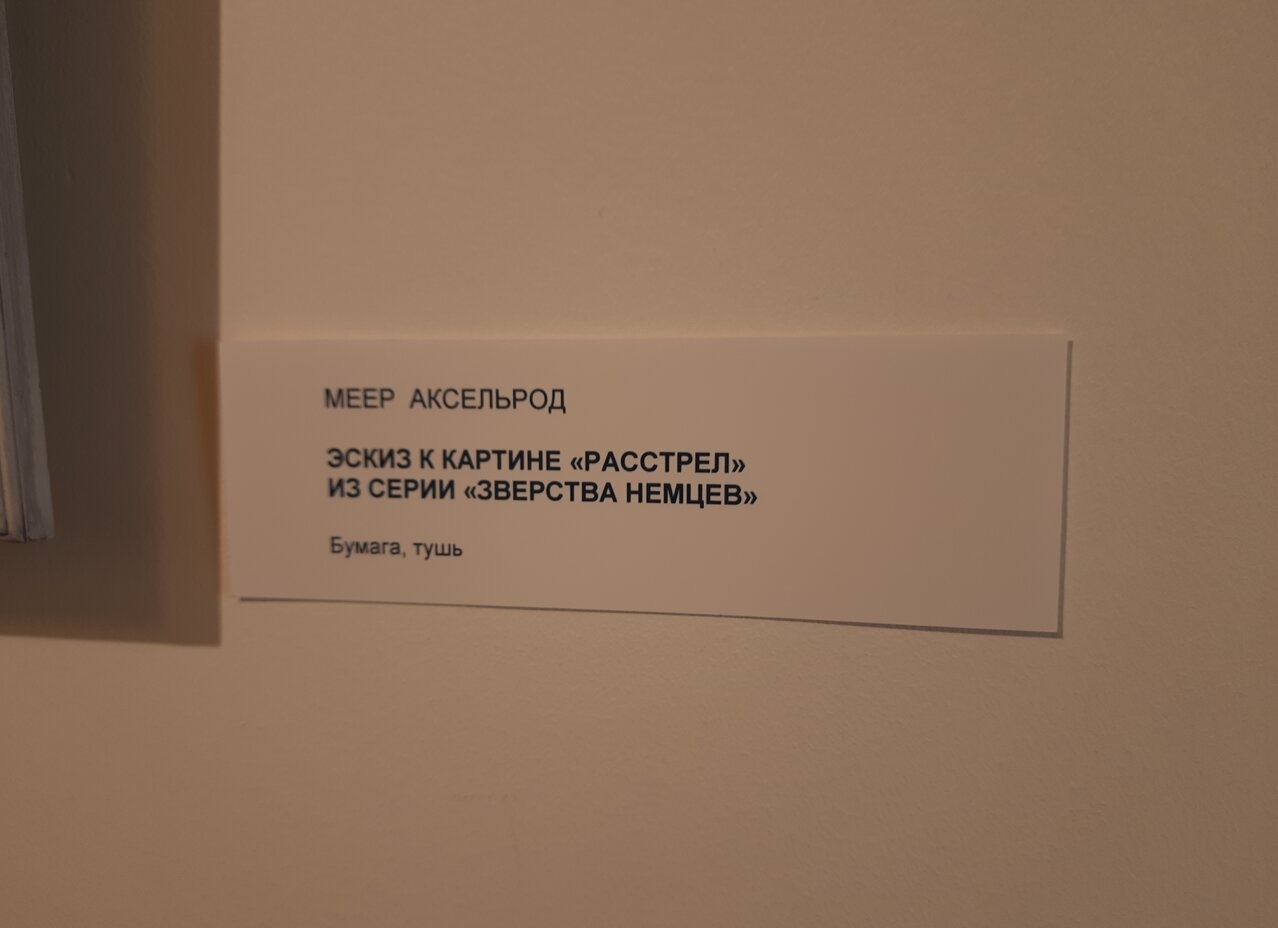 МЕЕР АКСЕЛЬРОД
ЭСКИЗ К КАРТИНЕ «РАССТРЕЛ»
ИЗ СЕРИИ «ЗВЕРСТВА НЕМЦЕВ»
Бумага, тушь